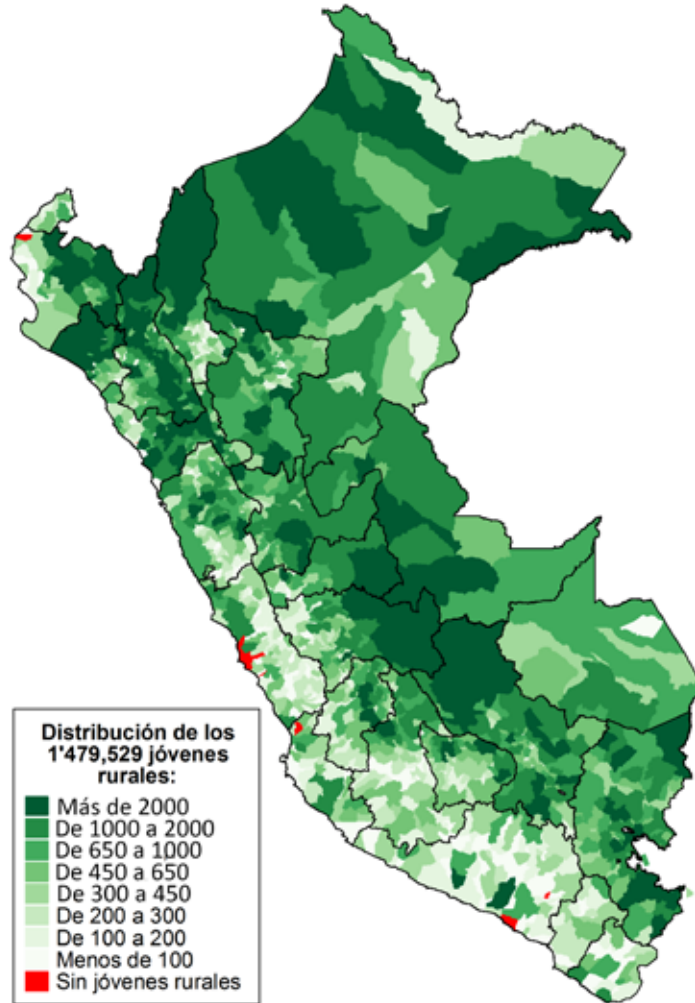 Distribución de los
1'479,529 jóvenes
rurales:
Más de 2000
De 1000 a 2000
De 650 a 1000
De 450 a 650
De 300 a 450
De 200 a 300
De 100 a 200
Menos de 100
Sin jóvenes rurales